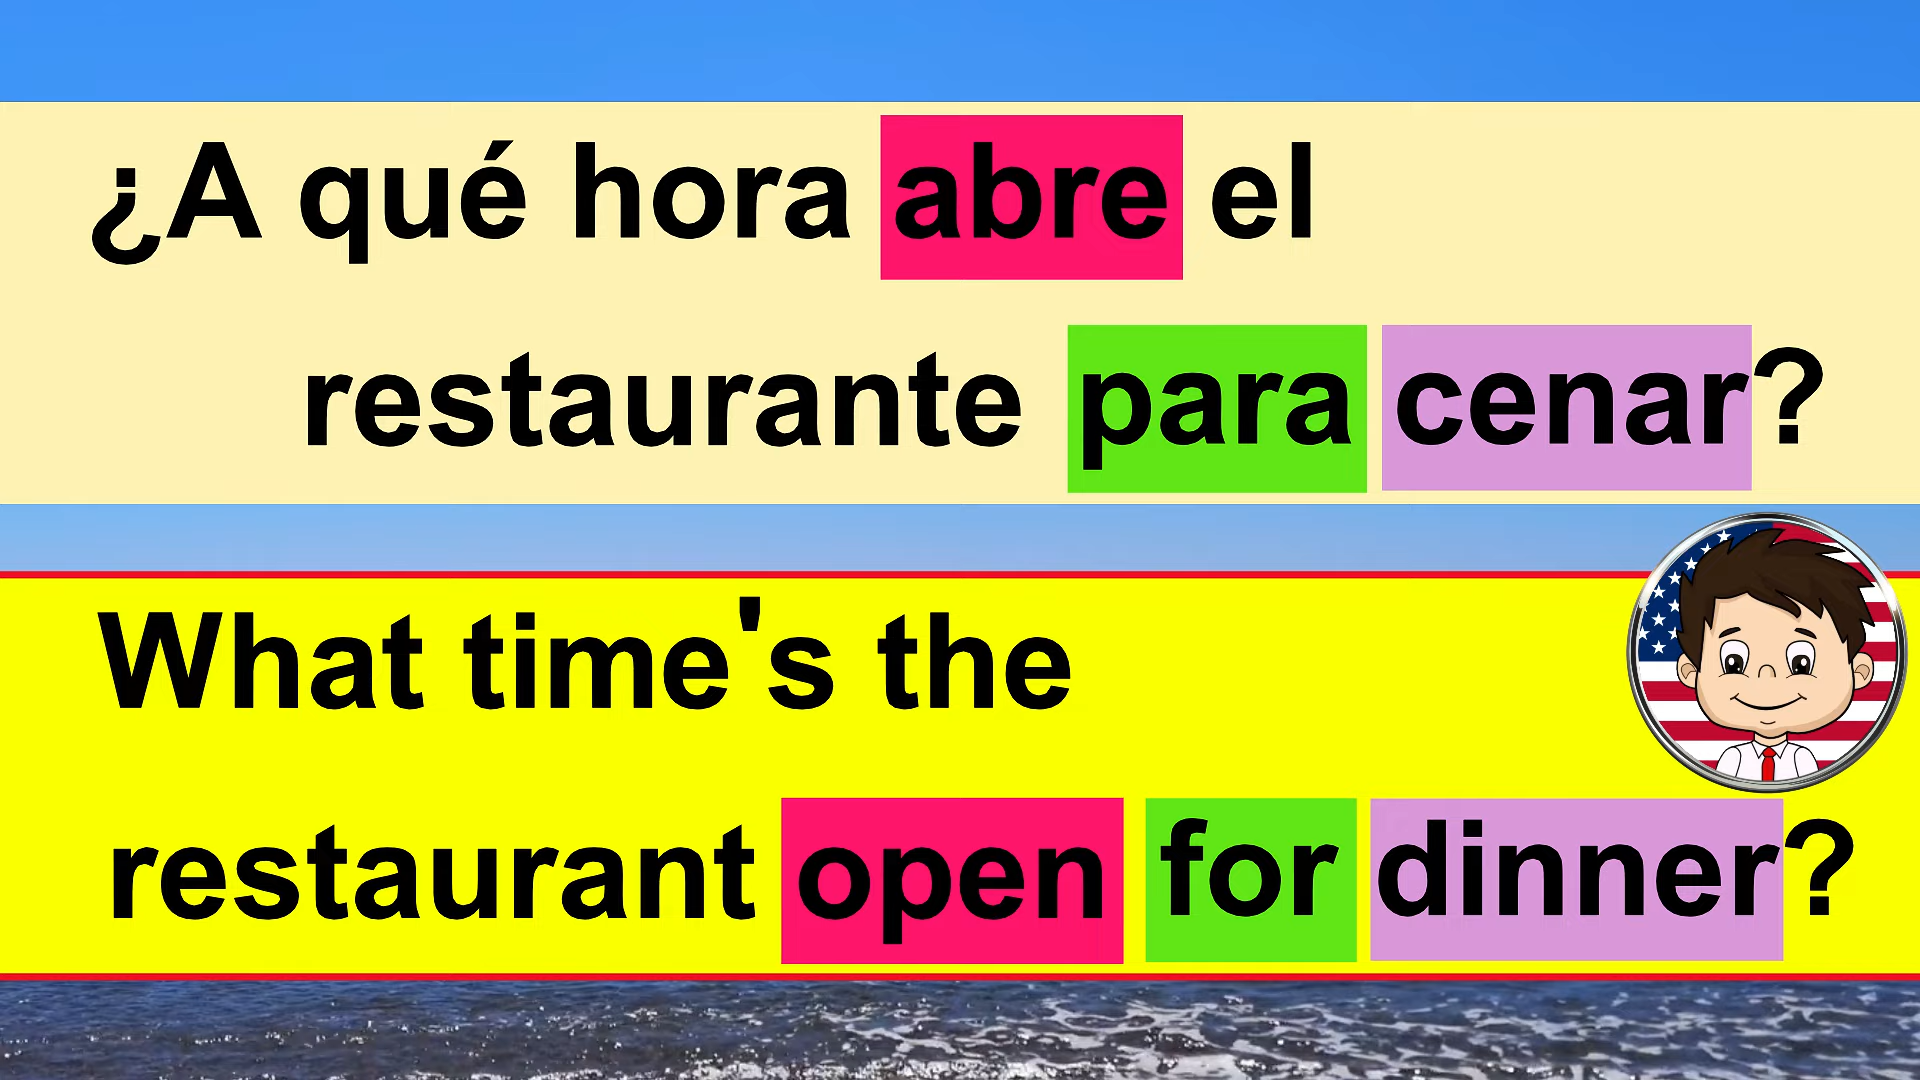 ¿A qué hora abre el
restaurante para cenar?
What time's the
restaurant open for dinner?